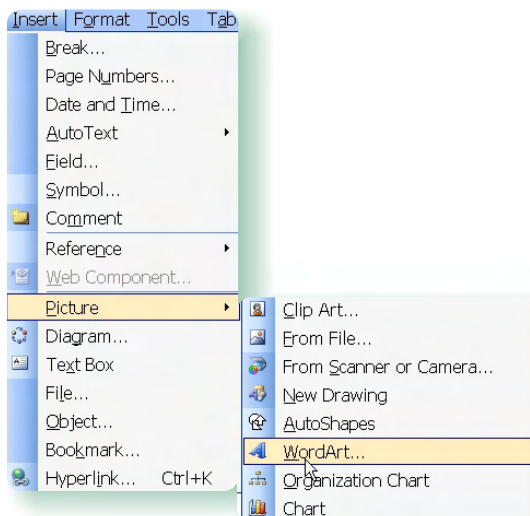 Insert Format Tools Tab
Break...
Page Numbers...
Date and Time...
AutoText
Field...
Symbol...
Comment
Reference
Web Component...
Picture
Diagram...
Text Box
File...
Object...
Bookmark...
Hyperlink... Ctrl+K
Clip Art...
From File...
From Scanner or Camera...
New Drawing
AutoShapes
WordArt...
Organization Chart
Chart